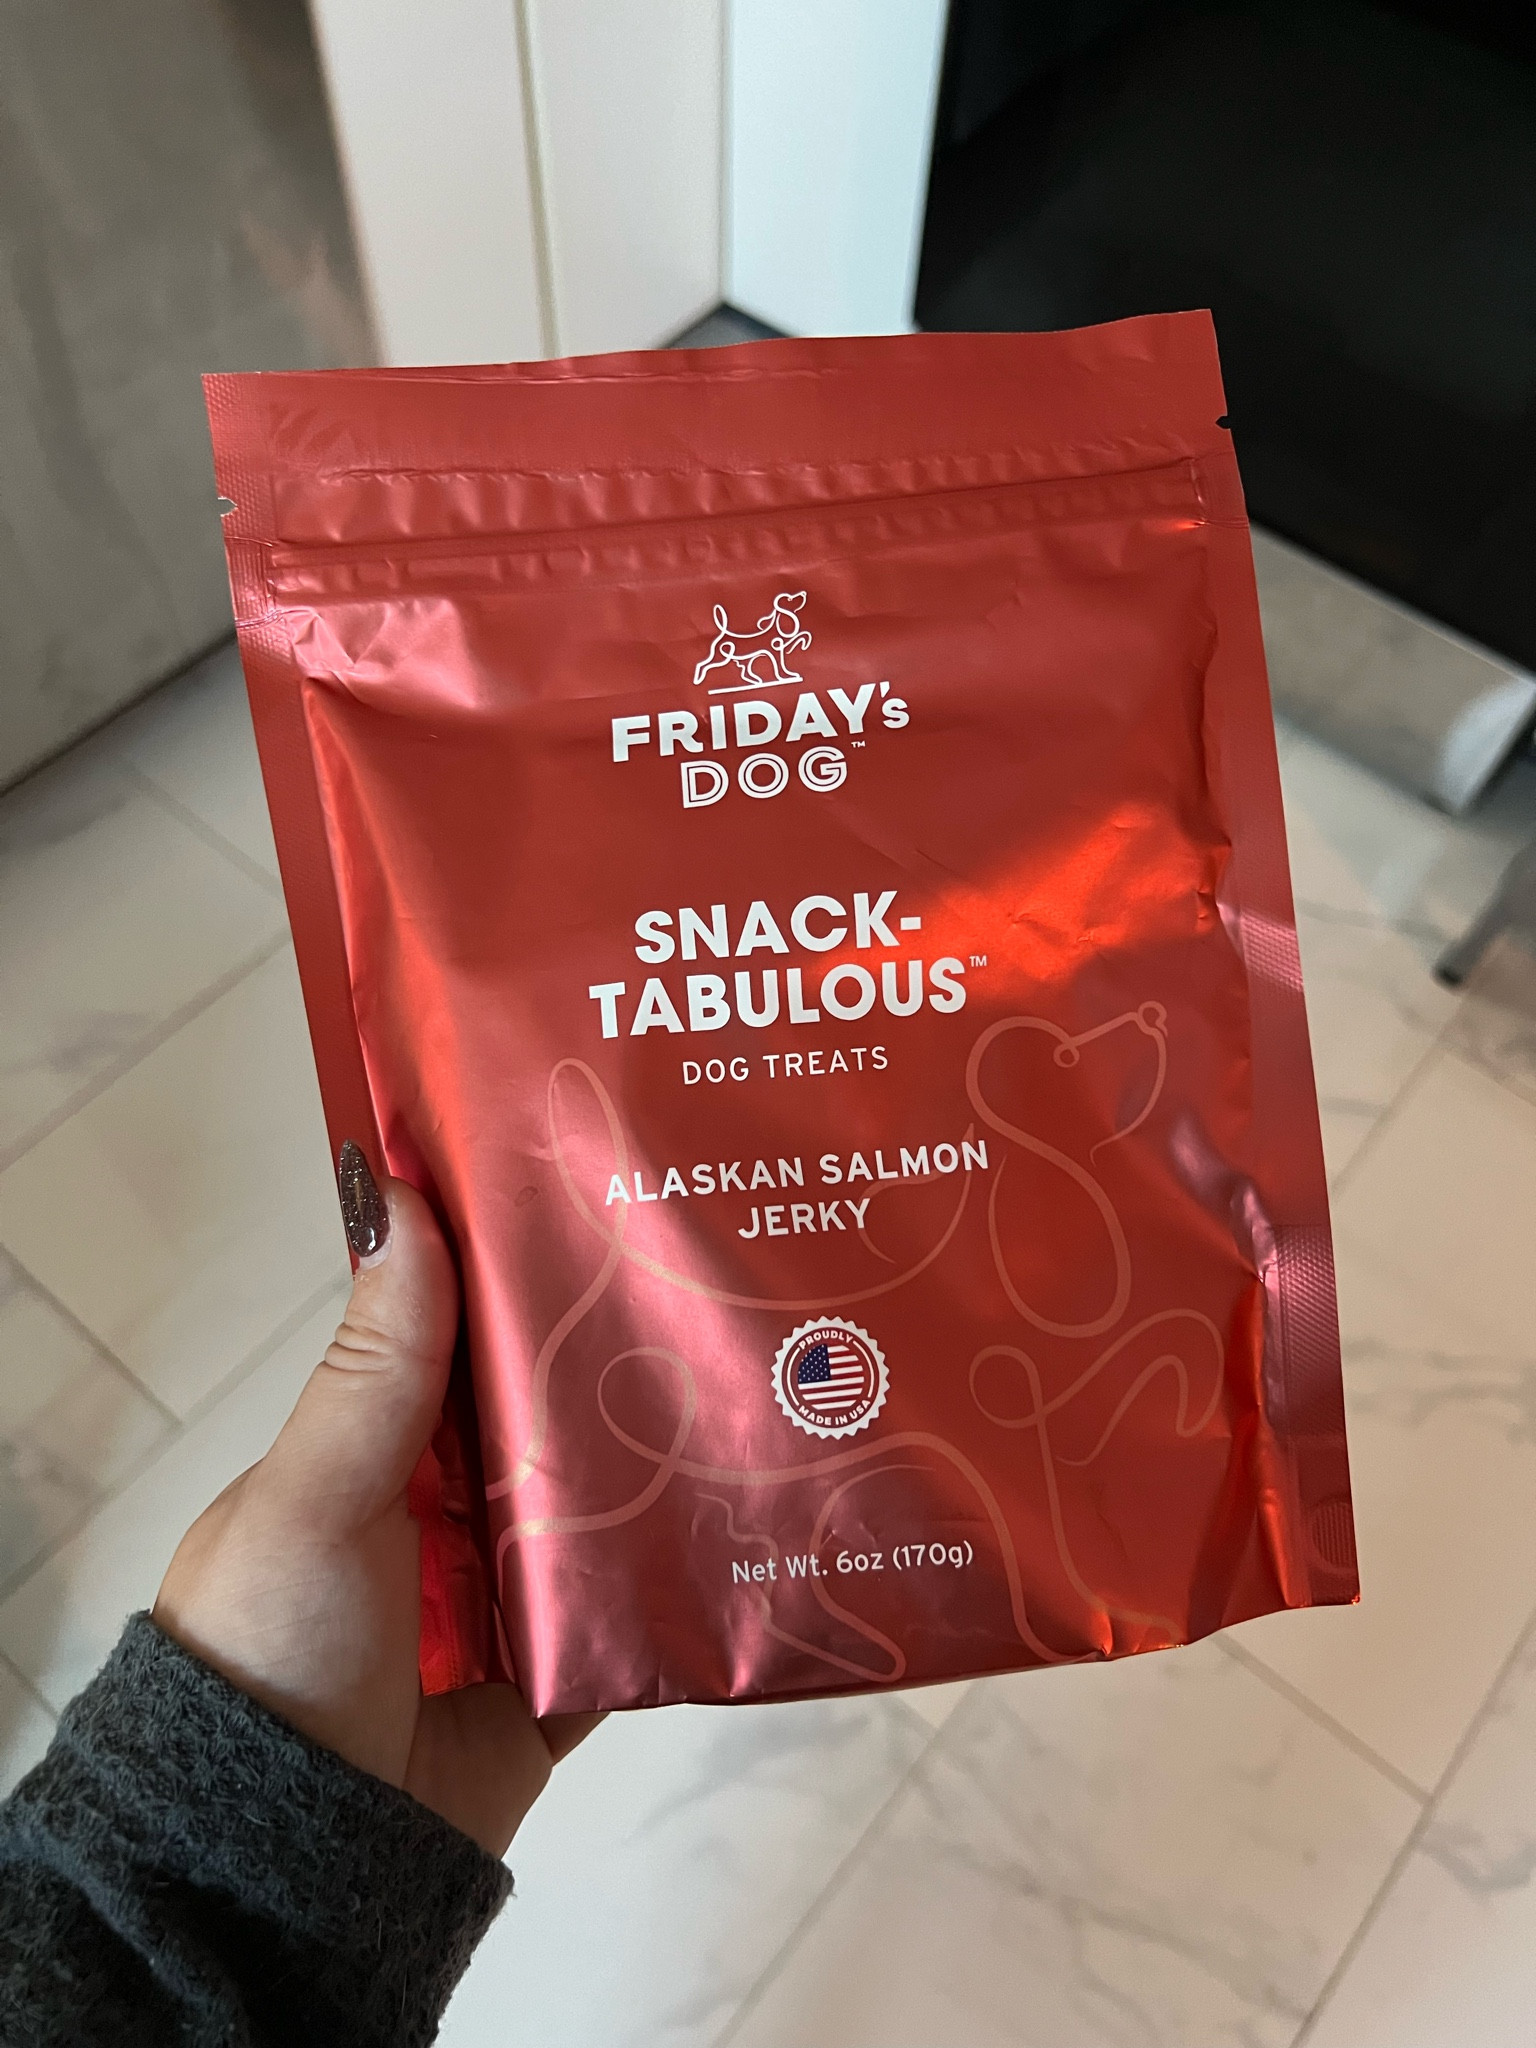 FRIDAY's
DOG™
SNACK-
TABULOUS™
DOG TREATS
ALASKAN SALMON
JERKY
PROUDLY
MADE IN USA
Net Wt. 6oz (170g)